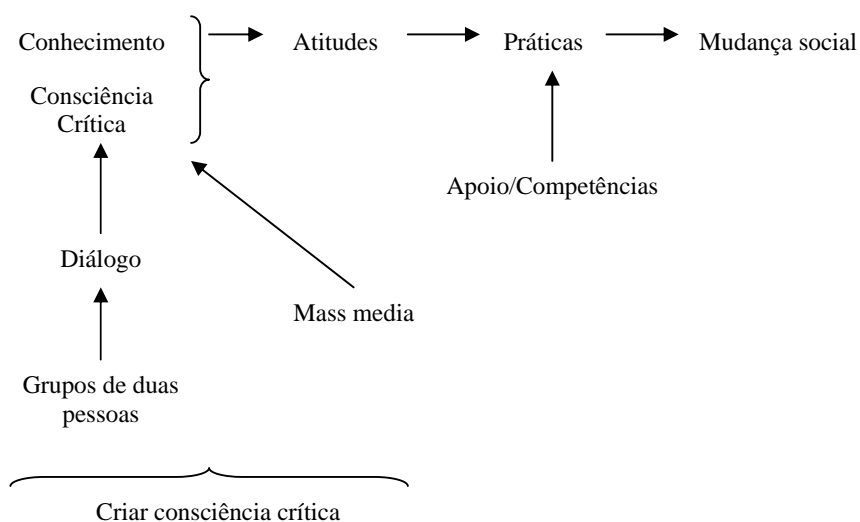 Conhecimento
Atitudes
Práticas
Mudança social
Consciência
Crítica
Apoio/Competências
Diálogo
Mass media
Grupos de duas
pessoas
Criar consciência crítica